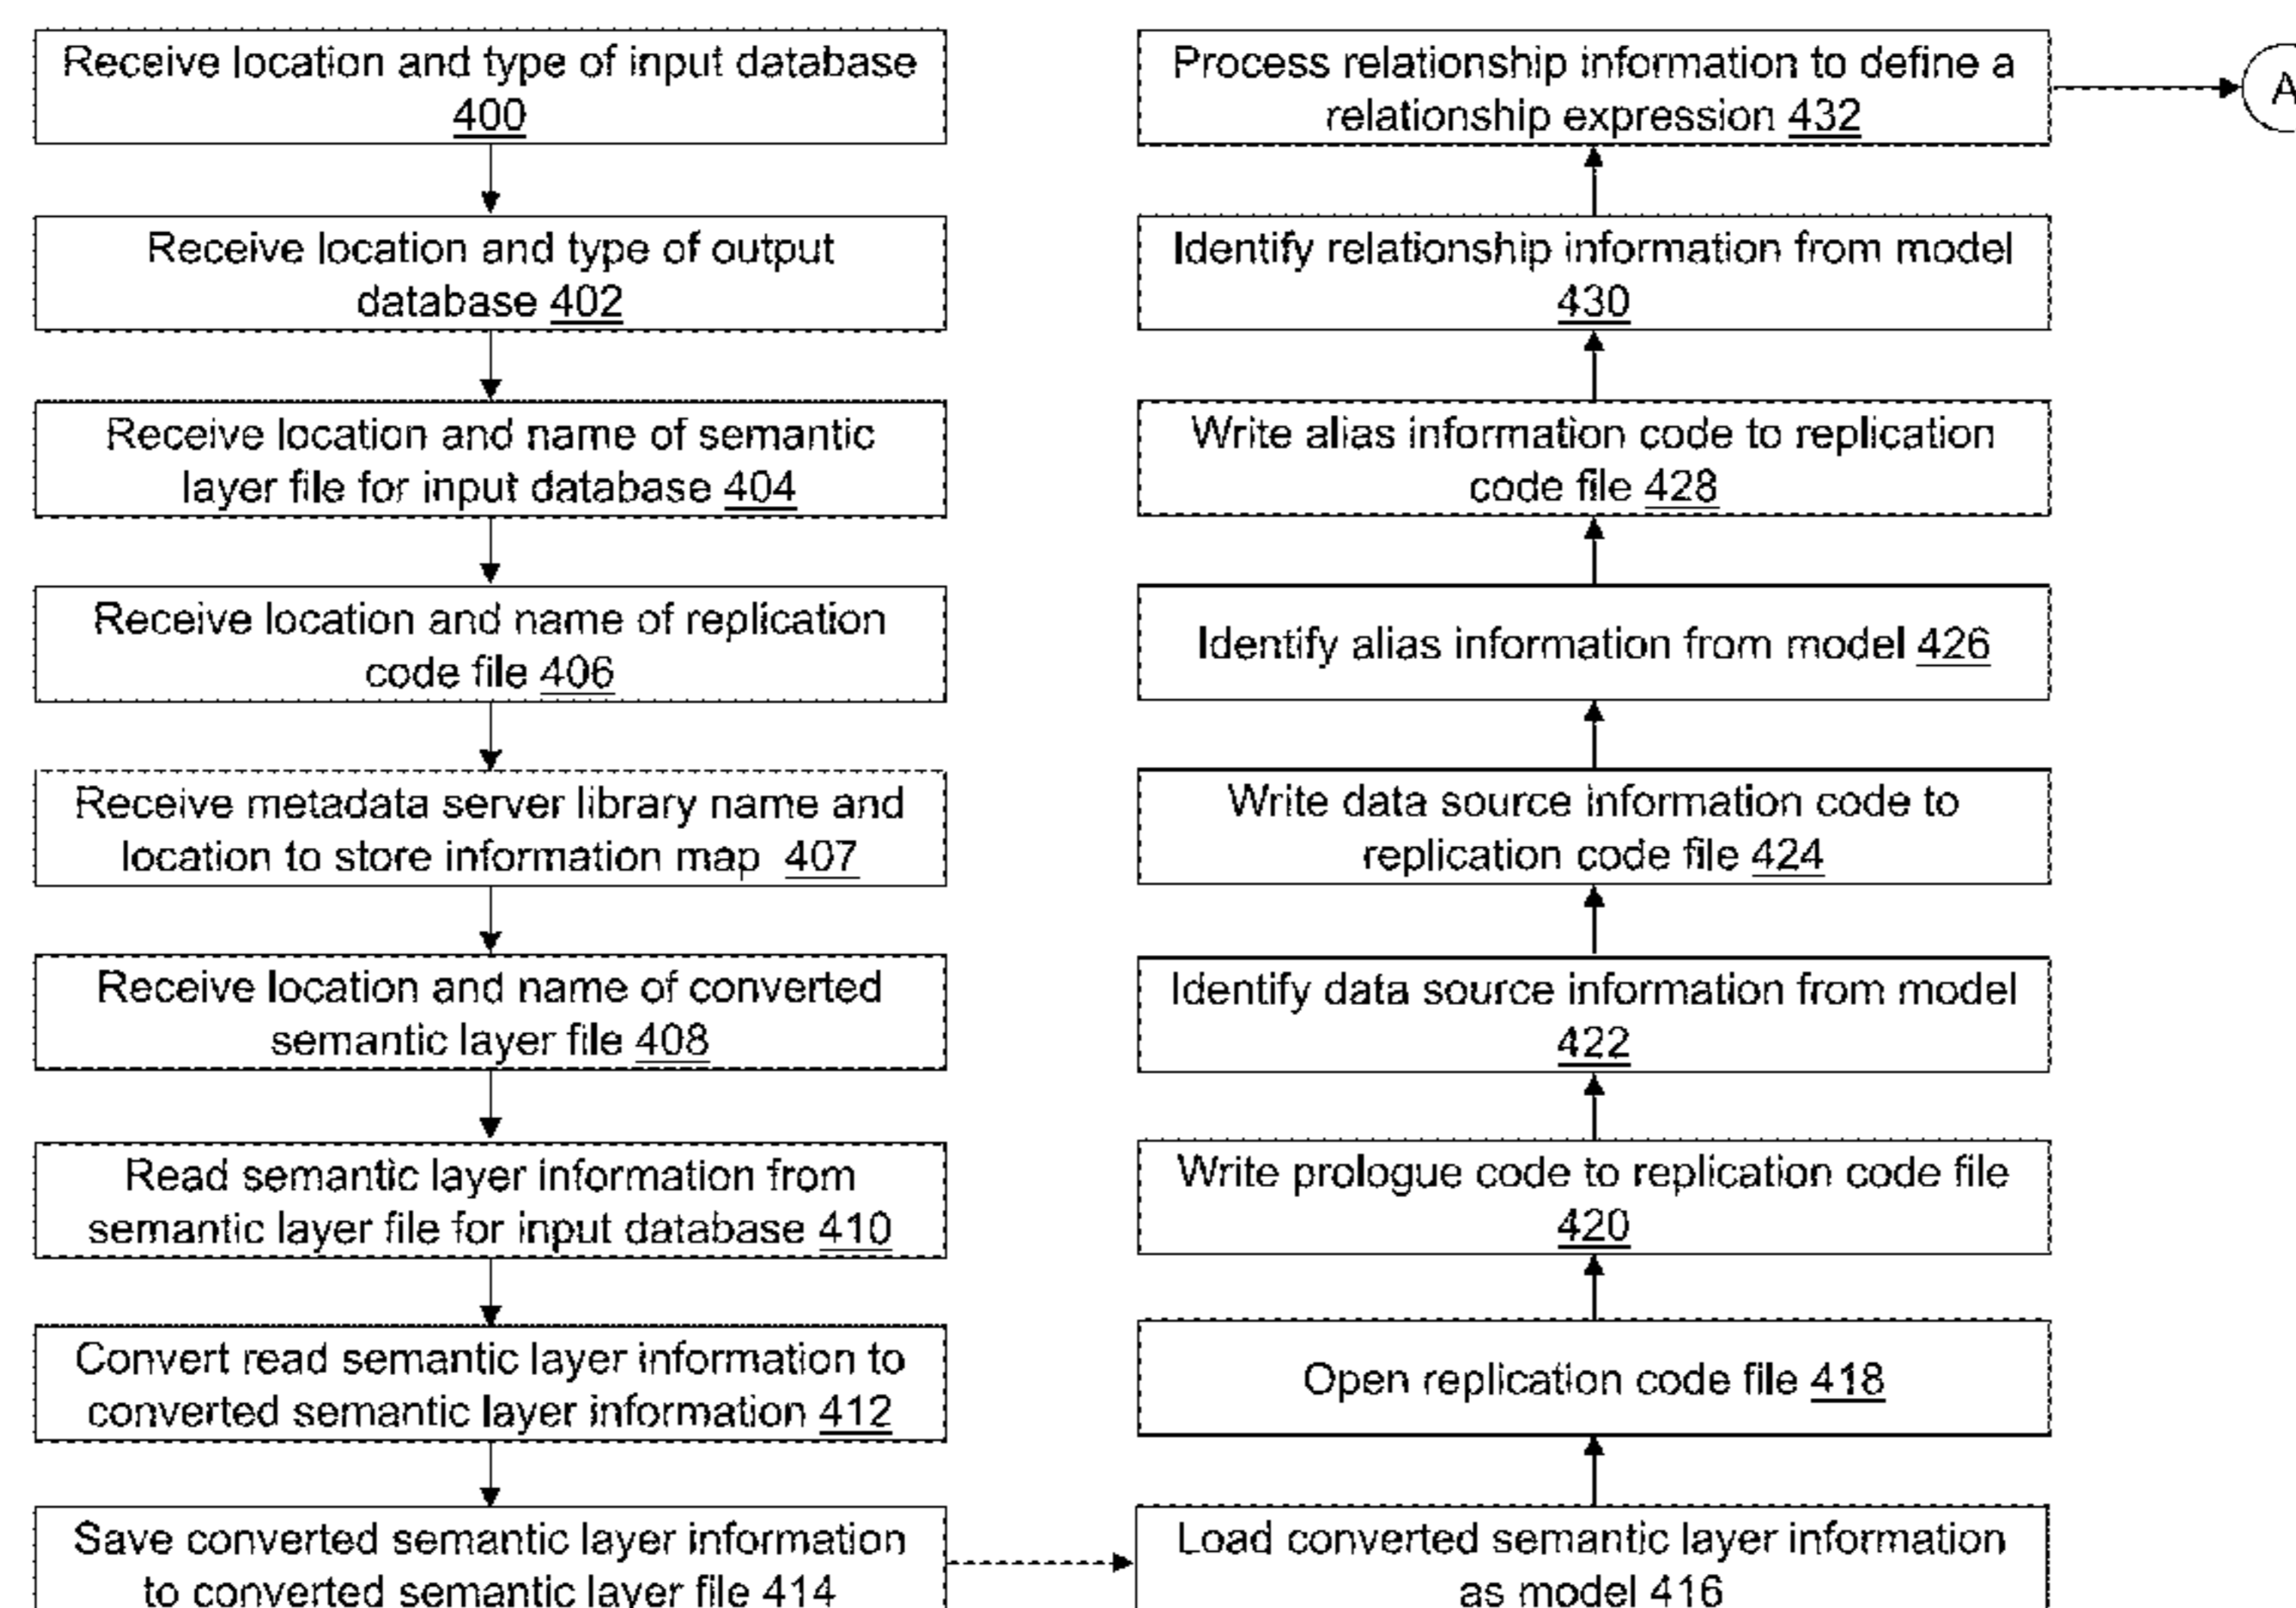 Receive location and type of input database
400
Receive location and type of output
database 402
Receive location and name of semantic
layer file for input database 404
Receive location and name of replication
code file 406
Receive metadata server library name and
location to store information map 407
Receive location and name of converted
semantic layer file 408
Read semantic layer information from
semantic layer file for input database 410
Convert read semantic layer information to
converted semantic layer information 412
Save converted semantic layer information
to converted semantic layer file 414
Load converted semantic layer information
as model 416
Open replication code file 418
Write prologue code to replication code file
420
Identify data source information from model
422
Write data source information code to
replication code file 424
Identify alias information from model 426
Write alias information code to replication
code file 428
Identify relationship information from model
430
Process relationship information to define a
relationship expression 432
A